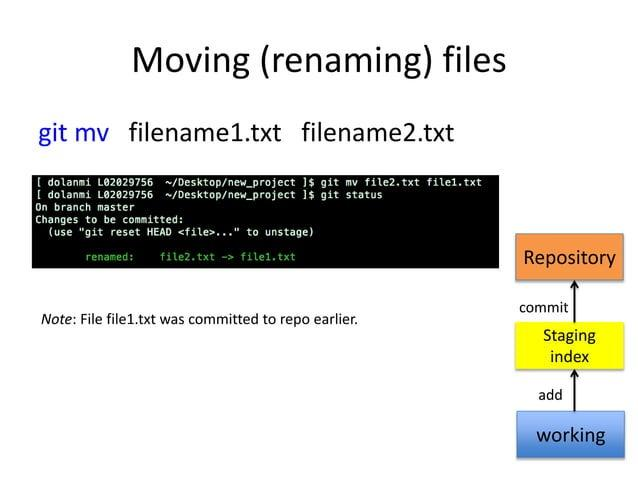 Moving (renaming) files
git mv filename1.txt filename2.txt
[ dolanmi L02029756 ~/Desktop/new_project ]$ git mv file2.txt file1.txt
[ dolanmi L02029756 ~/Desktop/new_project ]$ git status
On branch master
Changes to be committed:
(use "git reset HEAD <file>..." to unstage)
renamed: file2.txt -> file1.txt
Note: File file1.txt was committed to repo earlier.
Repository
commit
Staging
index
add
working